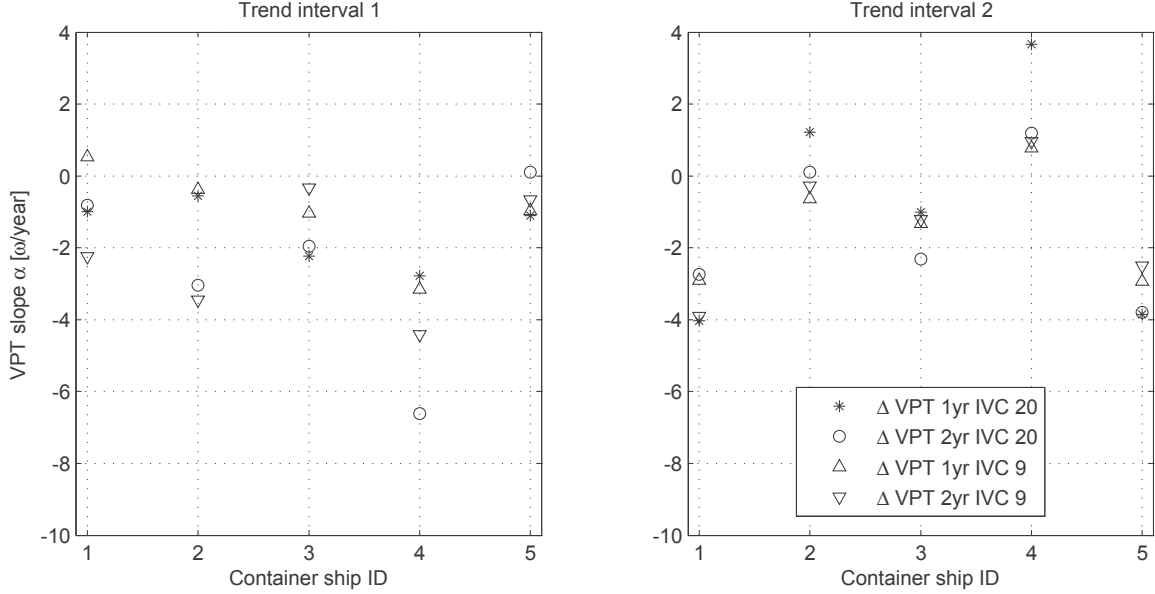 Trend interval 1
4
2
0
-2
-4
-6
-8
-10
VPT slope α [ω/year]
1 2 3 4 5
Container ship ID
Trend interval 2
4
2
0
-2
-4
-6
-8
-10
Δ VPT 1yr IVC 20
Δ VPT 2yr IVC 20
Δ VPT 1yr IVC 9
Δ VPT 2yr IVC 9
1 2 3 4 5
Container ship ID